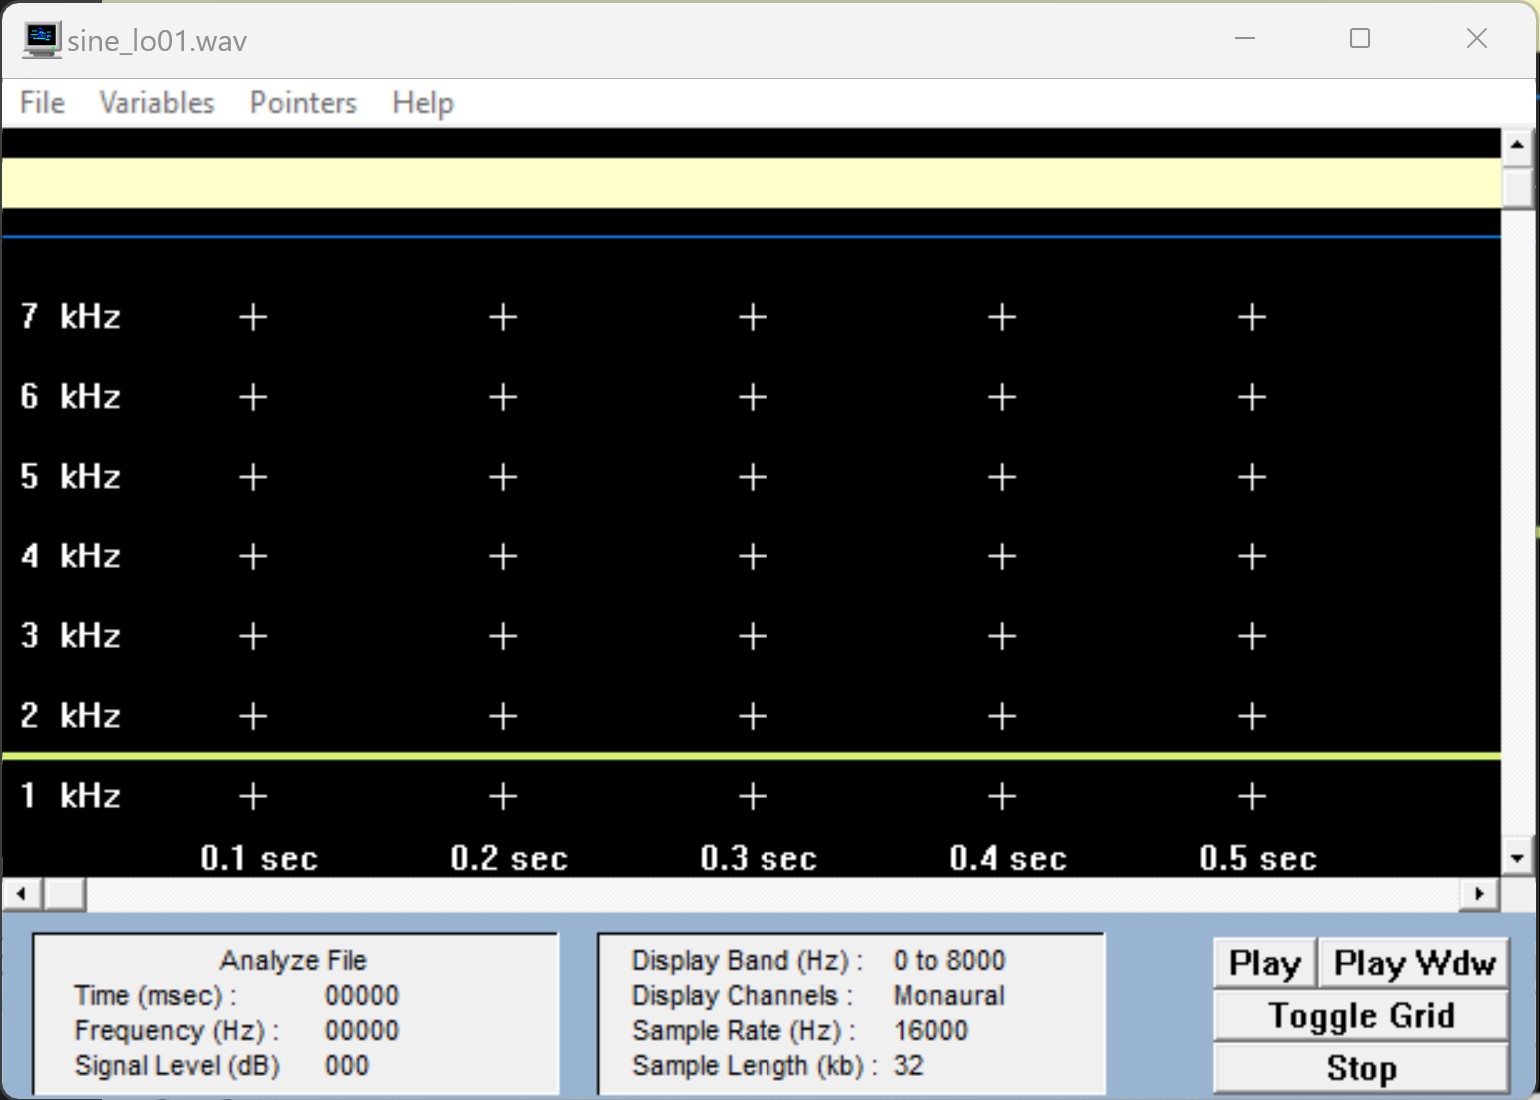 sine_lo01.wav
File Variables Pointers Help
7 kHz
6 kHz
5 kHz
4 kHz
3 kHz
2 kHz
1 kHz
0.1 sec 0.2 sec 0.3 sec 0.4 sec 0.5 sec
Analyze File
Time (msec) : 00000
Frequency (Hz) : 00000
Signal Level (dB) 000
Display Band (Hz) : 0 to 8000
Display Channels : Monaural
Sample Rate (Hz) : 16000
Sample Length (kb) : 32
Play Play Wdw
Toggle Grid
Stop